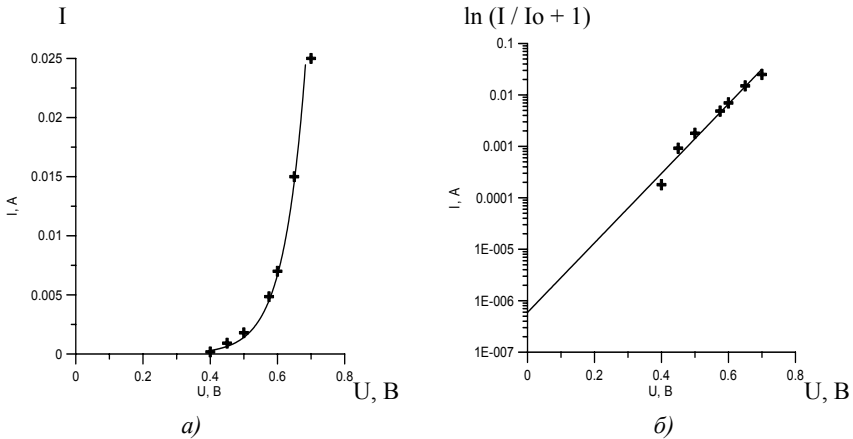 I
0.025
0.02
0.015
0.01
0.005
0
I, A
0
0.2
0.4
0.6
0.8
U, B
U, B
а)
ln (I / Io + 1)
0.1
0.01
0.001
0.0001
1E-005
1E-006
1E-007
I, A
0
0.2
0.4
0.6
0.8
U, B
U, B
б)